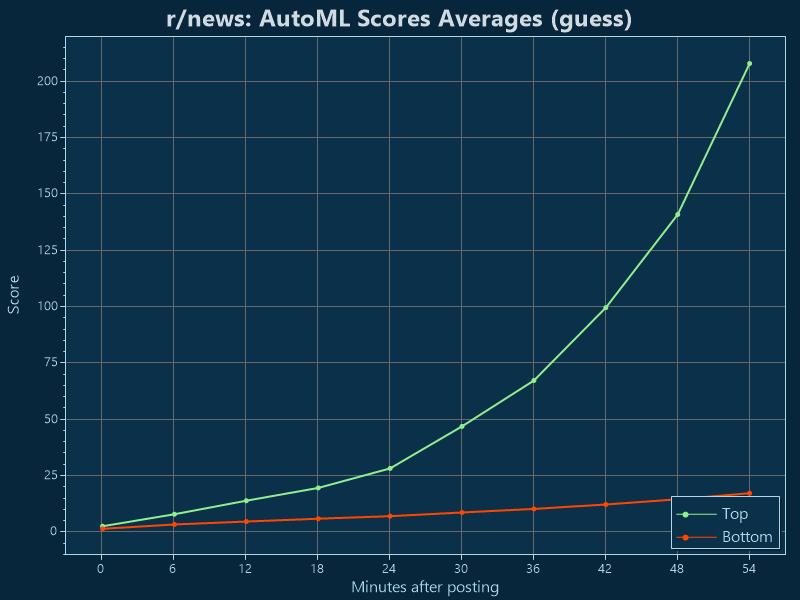 r/news: AutoML Scores Averages (guess)
Score
200
175
150
125
100
75
50
25
0
0 6 12 18 24 30 36 42 48 54
Minutes after posting
Top
Bottom